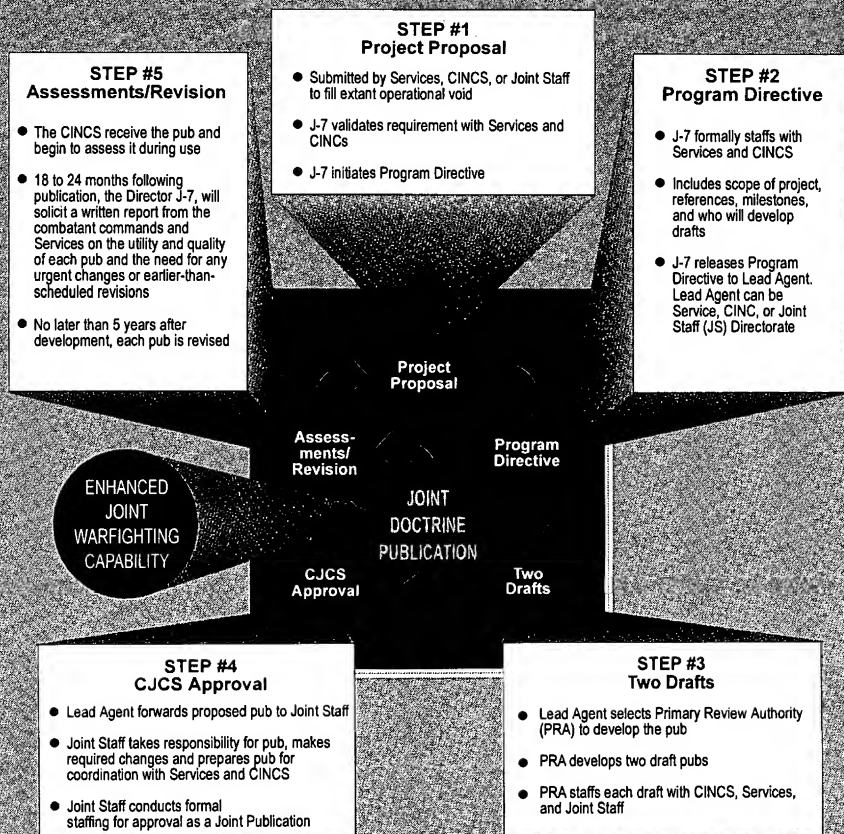 STEP #1
Project Proposal
● Submitted by Services, CINCS, or Joint Staff
to fill extant operational void
● J-7 validates requirement with Services and
CINCs
● J-7 initiates Program Directive
STEP #2
Program Directive
● J-7 formally staffs with
Services and CINCS
● Includes scope of project,
references, milestones,
and who will develop
drafts
● J-7 releases Program
Directive to Lead Agent.
Lead Agent can be
Service, CINC, or Joint
Staff (JS) Directorate
STEP #3
Two Drafts
● Lead Agent selects Primary Review Authority
(PRA) to develop the pub
● PRA develops two draft pubs
● PRA staffs each draft with CINCS, Services,
and Joint Staff
STEP #4
CJCS Approval
● Lead Agent forwards proposed pub to Joint Staff
● Joint Staff takes responsibility for pub, makes
required changes and prepares pub for
coordination with Services and CINCS
● Joint Staff conducts formal
staffing for approval as a Joint Publication
STEP #5
Assessments/Revision
● The CINCS receive the pub and
begin to assess it during use
● 18 to 24 months following
publication, the Director J-7, will
solicit a written report from the
combatant commands and
Services on the utility and quality
of each pub and the need for any
urgent changes or earlier-than-
scheduled revisions
● No later than 5 years after
development, each pub is revised
Project
Proposal
Program
Directive
Two
Drafts
CJCS
Approval
Assess-
ments/
Revision
JOINT
DOCTRINE
PUBLICATION
ENHANCED
JOINT
WARFIGHTING
CAPABILITY